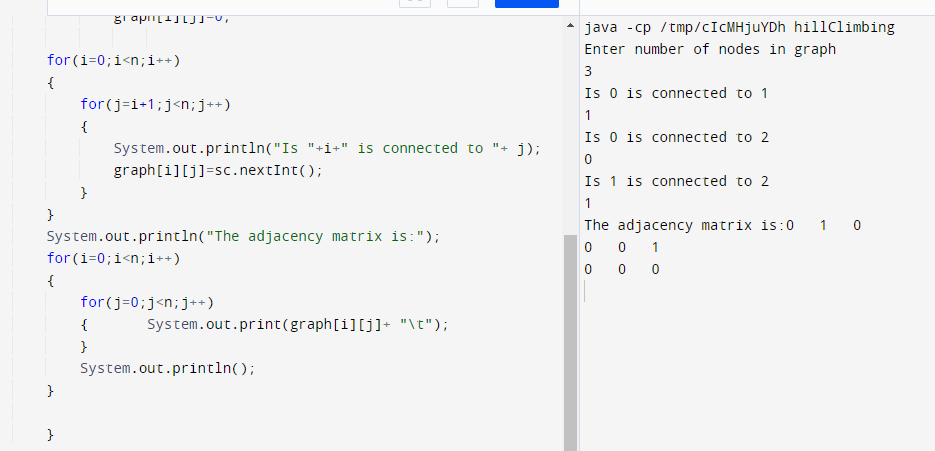 graph[i][j]=0;
for(i=0;i<n;i++)
{
for(j=i+1;j<n;j++)
{
System.out.println("Is "+i+" is connected to "+ j);
graph[i][j]=sc.nextInt();
}
}
System.out.println("The adjacency matrix is:");
for(i=0;i<n;i++)
{
for(j=0;j<n;j++)
{ System.out.print(graph[i][j]+ "\t");
}
System.out.println();
}
}
java -cp /tmp/cIcMHjuYDh hillClimbing
Enter number of nodes in graph
3
Is 0 is connected to 1
1
Is 0 is connected to 2
0
Is 1 is connected to 2
1
The adjacency matrix is:0 1 0
0 0 1
0 0 0